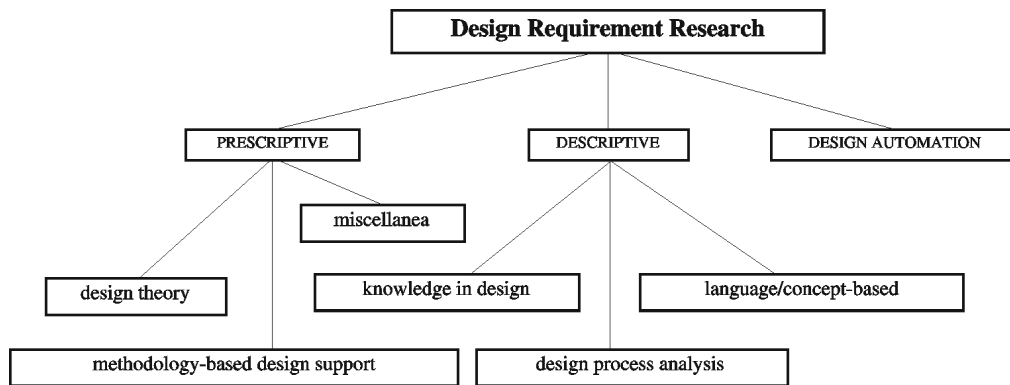 Design Requirement Research
PRESCRIPTIVE
DESCRIPTIVE
DESIGN AUTOMATION
miscellanea
design theory
knowledge in design
language/concept-based
methodology-based design support
design process analysis